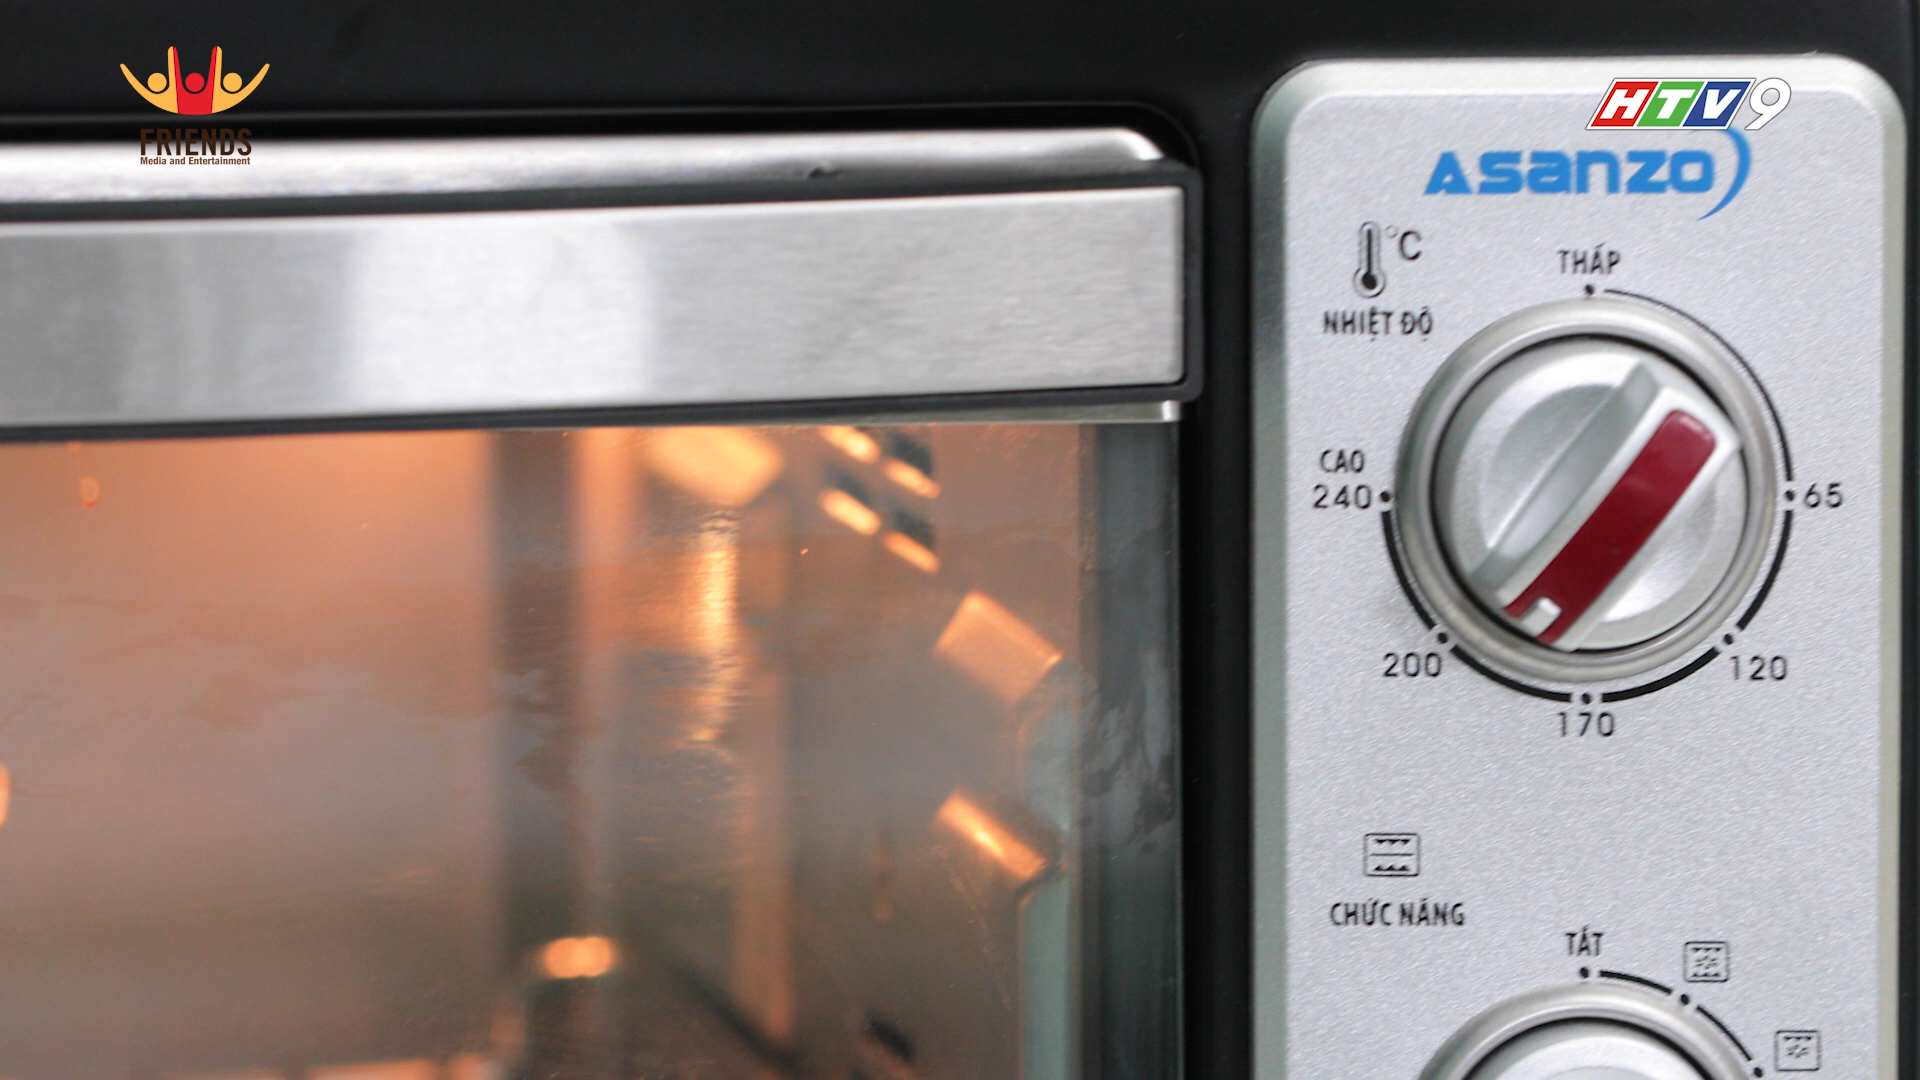 FRIENDS
Media and Entertainment
HTV9
Asanzo
°C
NHIỆT ĐỘ
THẤP
CAO
240
65
200
120
170
CHỨC NĂNG
TẮT